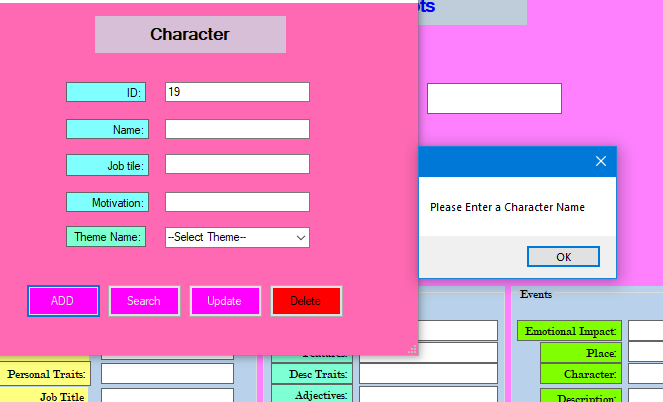 Character
ID:
19
Name:
Job tile:
Motivation:
Theme Name:
--Select Theme--
ADD
Search
Update
Delete
Please Enter a Character Name
OK
Personal Traits:
Job Title
Desc Traits:
Adjectives:
Events
Emotional Impact:
Place:
Character:
Description: